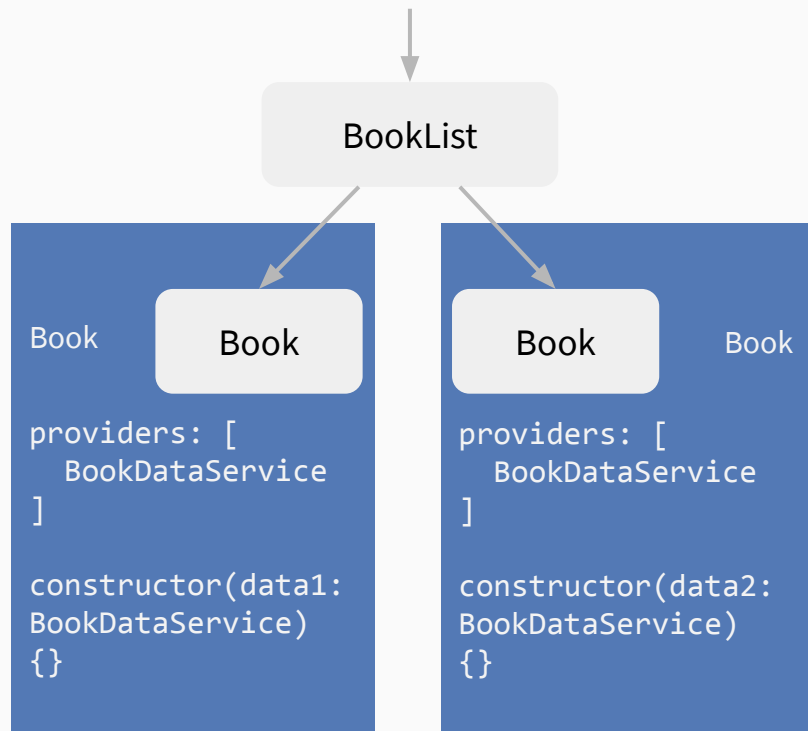 BookList
Book
Book
providers: [
  BookDataService
]
constructor(data1:
BookDataService)
{}
Book
Book
providers: [
  BookDataService
]
constructor(data2:
BookDataService)
{}